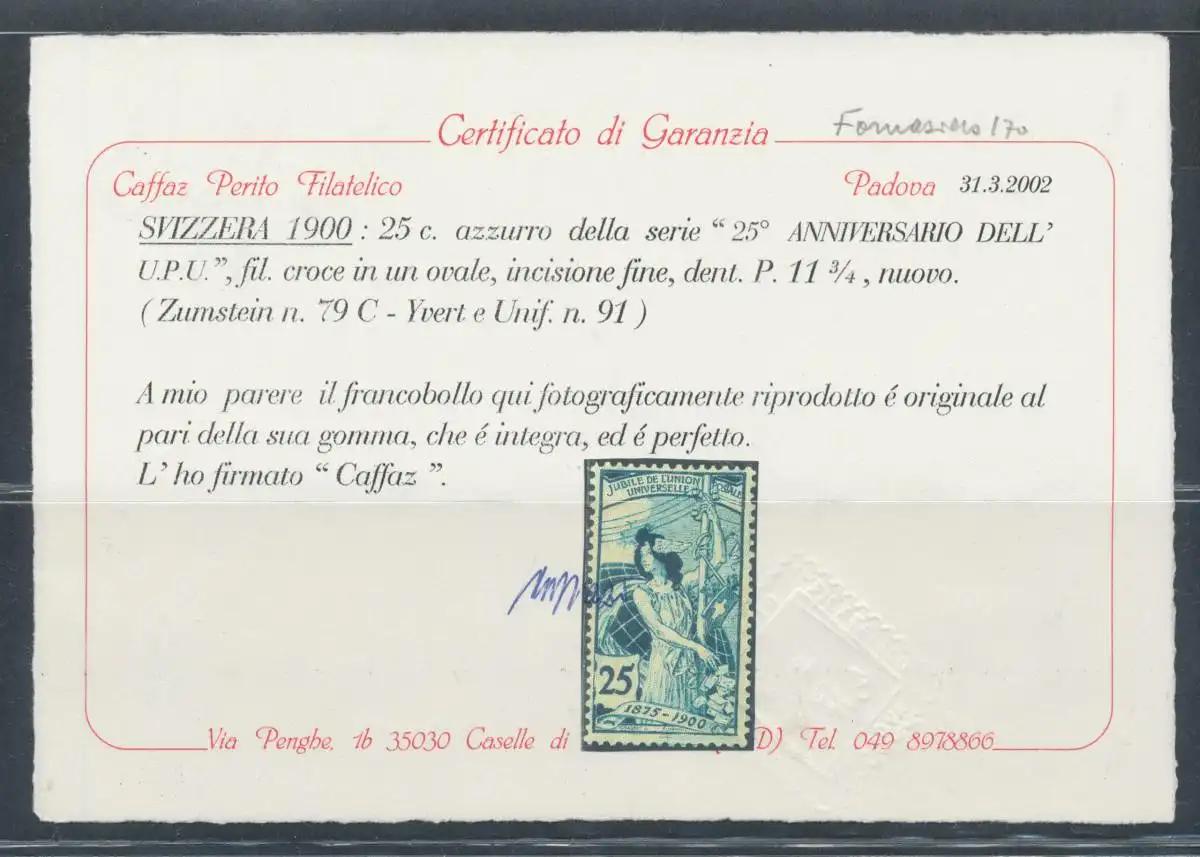 Certificato di Garanzia
Caffaz Perito Filatelico
Padova 31.3.2002
SVIZZERA 1900 : 25 c. azzurro della serie “ 25° ANNIVERSARIO DELL’
U.P.U.”, fil. croce in un ovale, incisione fine, dent. P. 11 ¾ , nuovo.
( Zumstein n. 79 C - Yvert e Unif. n. 91 )
A mio parere il francobollo qui fotograficamente riprodotto é originale al
pari della sua gomma, che é integra, ed é perfetto.
L’ ho firmato “ Caffaz ”.
JUBILÉ DE L'UNION
UNIVERSELLE
25
1875-1900
Via Penghe, 1b 35030 Caselle di D) Tel. 049 8978866